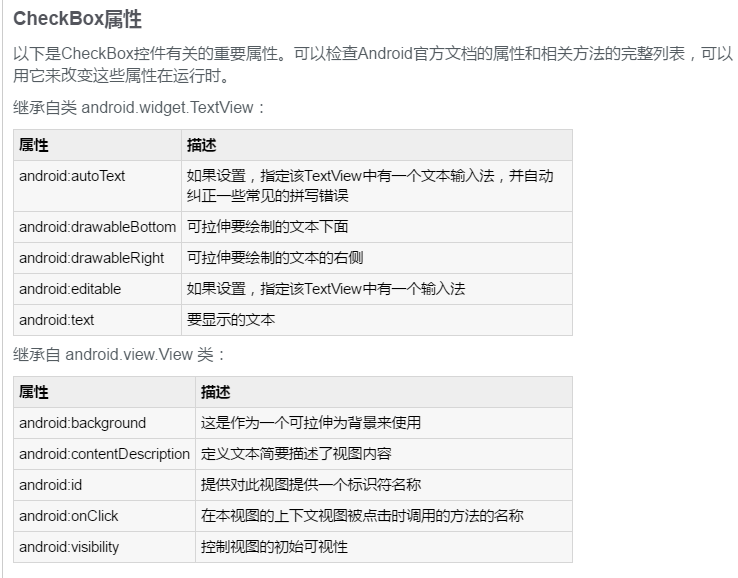 CheckBox属性
以下是CheckBox控件有关的重要属性。可以检查Android官方文档的属性和相关方法的完整列表，可以
用它来改变这些属性在运行时。
继承自类 android.widget.TextView：
属性 描述
android:autoText 如果设置，指定该TextView中有一个文本输入法，并自动
纠正一些常见的拼写错误
android:drawableBottom 可拉伸要绘制的文本下面
android:drawableRight 可拉伸要绘制的文本的右侧
android:editable 如果设置，指定该TextView中有一个输入法
android:text 要显示的文本
继承自 android.view.View 类：
属性 描述
android:background 这是作为一个可拉伸为背景来使用
android:contentDescription 定义文本简要描述了视图内容
android:id 提供对此视图提供一个标识符名称
android:onClick 在本视图的上下文视图被点击时调用的方法的名称
android:visibility 控制视图的初始可视性